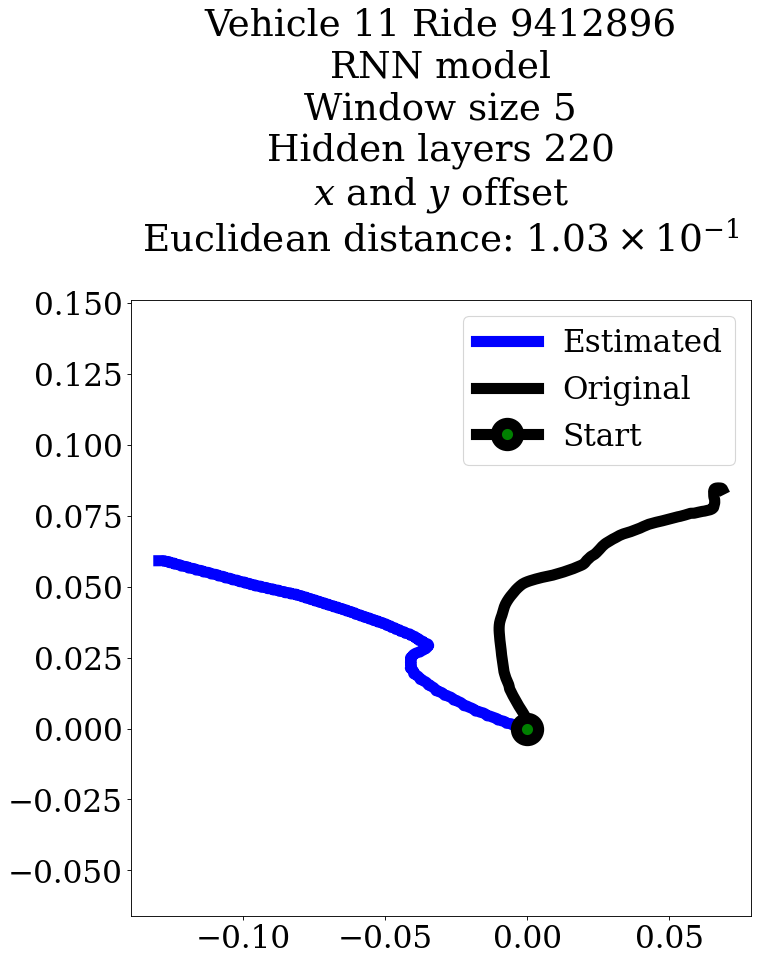 Vehicle 11 Ride 9412896
RNN model
Window size 5
Hidden layers 220
x and y offset
Euclidean distance: 1.03 × 10⁻¹
Estimated
Original
Start
0.150
0.125
0.100
0.075
0.050
0.025
0.000
−0.025
−0.050
−0.10 −0.05 0.00 0.05